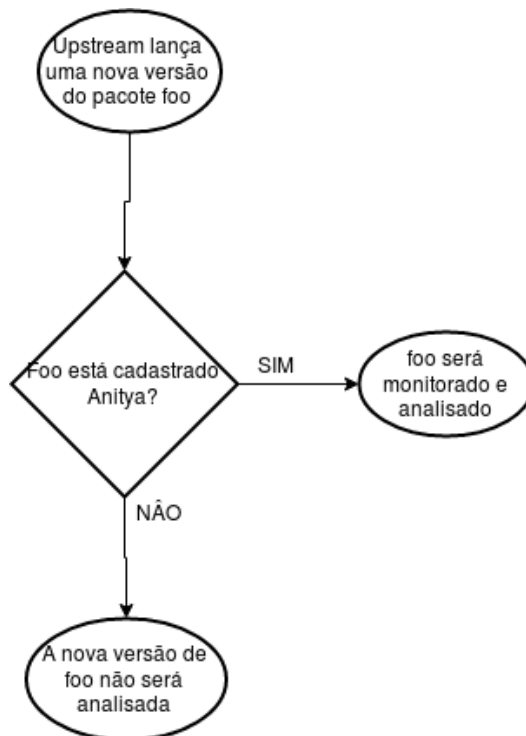 Upstream lança
uma nova versão
do pacote foo
Foo está cadastrado
Anitya?
SIM
foo será
monitorado e
analisado
NÂO
A nova versão de
foo não será
analisada